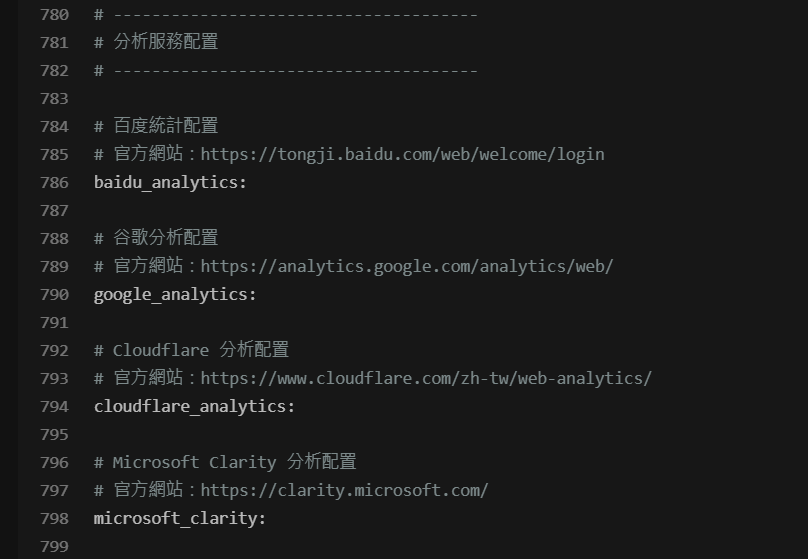 780 # --------------------------------------
781 # 分析服務配置
782 # --------------------------------------
783
784 # 百度統計配置
785 # 官方網站：https://tongji.baidu.com/web/welcome/login
786 baidu_analytics:
787
788 # 谷歌分析配置
789 # 官方網站：https://analytics.google.com/analytics/web/
790 google_analytics:
791
792 # Cloudflare 分析配置
793 # 官方網站：https://www.cloudflare.com/zh-tw/web-analytics/
794 cloudflare_analytics:
795
796 # Microsoft Clarity 分析配置
797 # 官方網站：https://clarity.microsoft.com/
798 microsoft_clarity:
799